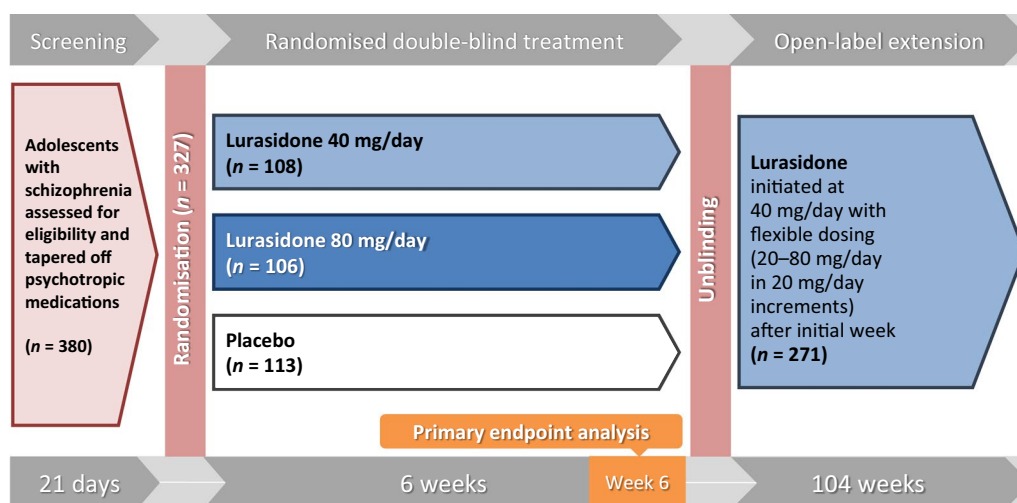 Screening
Randomised double-blind treatment
Open-label extension
Adolescents
with
schizophrenia
assessed for
eligibility and
tapered off
psychotropic
medications
(n = 380)
Randomisation (n = 327)
Lurasidone 40 mg/day
(n = 108)
Lurasidone 80 mg/day
(n = 106)
Placebo
(n = 113)
Unblinding
Lurasidone
initiated at
40 mg/day with
flexible dosing
(20–80 mg/day
in 20 mg/day
increments)
after initial week
(n = 271)
Primary endpoint analysis
21 days
6 weeks
Week 6
104 weeks